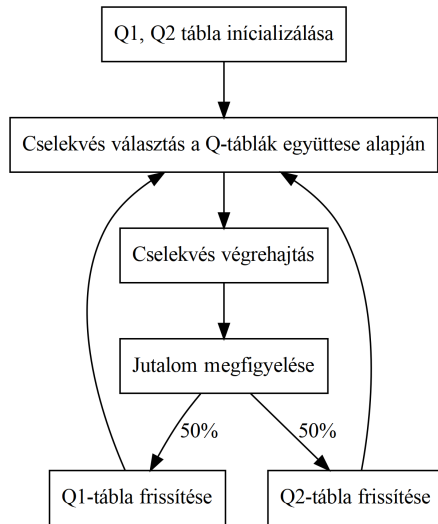 Q1, Q2 tábla inícializálása
Cselekvés választás a Q-táblák együttese alapján
Cselekvés végrehajtás
Jutalom megfigyelése
50%
50%
Q1-tábla frissítése
Q2-tábla frissítése